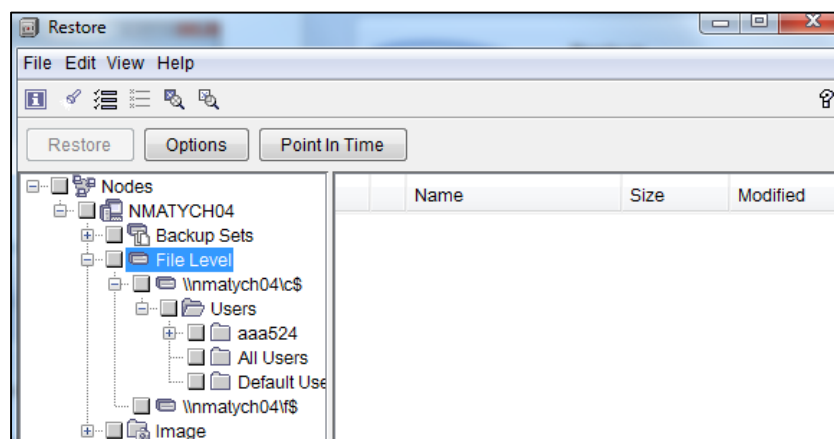 Restore
File Edit View Help
Restore Options Point In Time
Name Size Modified
Nodes
NMATYCH04
Backup Sets
File Level
\\nmatych04\c$
Users
aaa524
All Users
Default Use
\\nmatych04\f$
Image